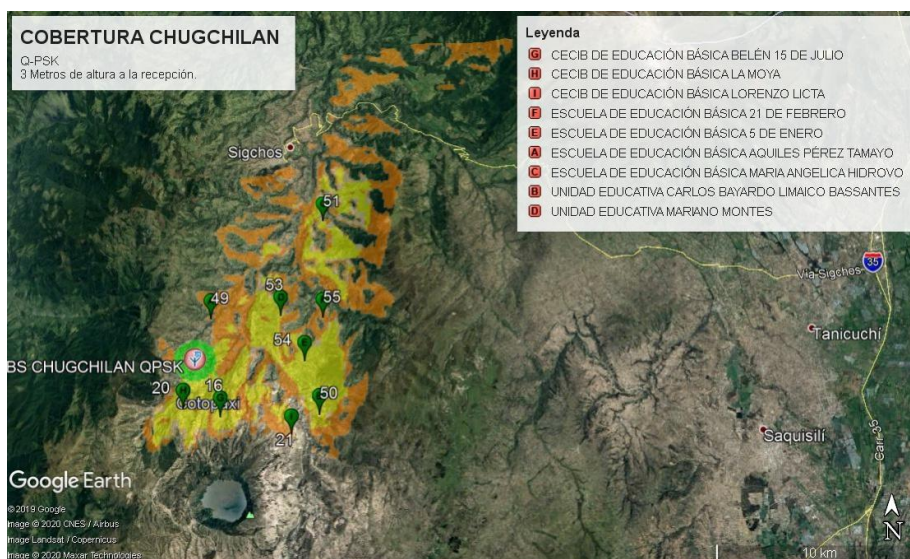 COBERTURA CHUGCHILAN
Q-PSK
3 Metros de altura a la recepción.
Leyenda
G CECIB DE EDUCACIÓN BÁSICA BELÉN 15 DE JULIO
H CECIB DE EDUCACIÓN BÁSICA LA MOYA
I CECIB DE EDUCACIÓN BÁSICA LORENZO LICTA
F ESCUELA DE EDUCACIÓN BÁSICA 21 DE FEBRERO
E ESCUELA DE EDUCACIÓN BÁSICA 5 DE ENERO
A ESCUELA DE EDUCACIÓN BÁSICA AQUILES PÉREZ TAMAYO
C ESCUELA DE EDUCACIÓN BÁSICA MARIA ANGELICA HIDROVO
B UNIDAD EDUCATIVA CARLOS BAYARDO LIMAICO BASSANTES
D UNIDAD EDUCATIVA MARIANO MONTES
Sigchos
51
35
Via Sigches
53
49
55
Tanicuchí
54
BS CHUGCHILAN QPSK
20
16
50
Cotopaxi
21
Saquisilí
Carr 35
Google Earth
©2019 Google
Image © 2020 CNES / Airbus
Image Landsat / Copernicus
Image © 2020 Maxar Technologies
N
10 km